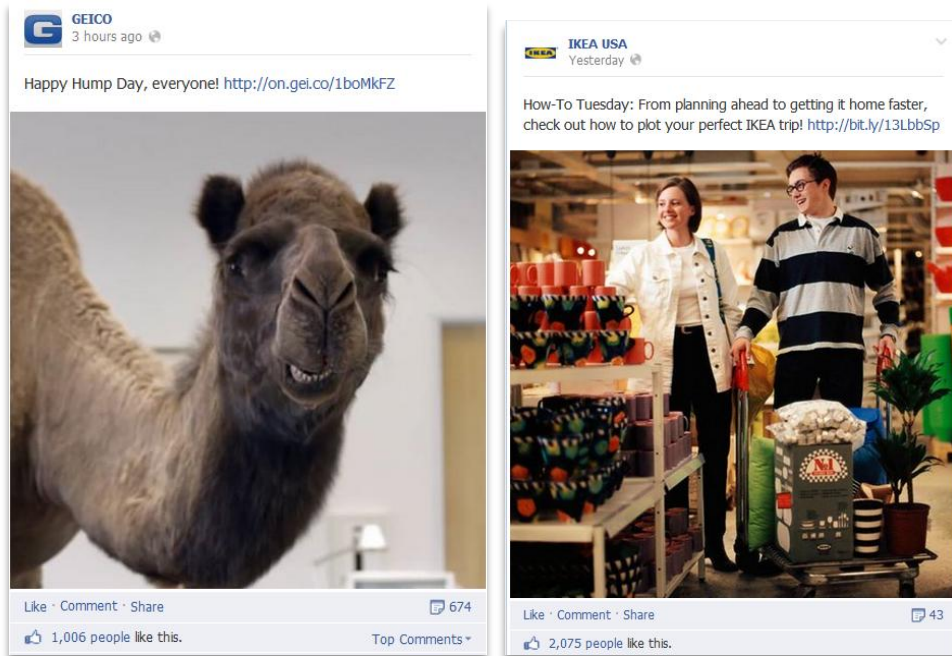 GEICO
3 hours ago
Happy Hump Day, everyone! http://on.gei.co/1boMkFZ
Like · Comment · Share
674
1,006 people like this.
Top Comments
IKEA
IKEA USA
Yesterday
How-To Tuesday: From planning ahead to getting it home faster,
check out how to plot your perfect IKEA trip! http://bit.ly/13LbbSp
Like · Comment · Share
43
2,075 people like this.